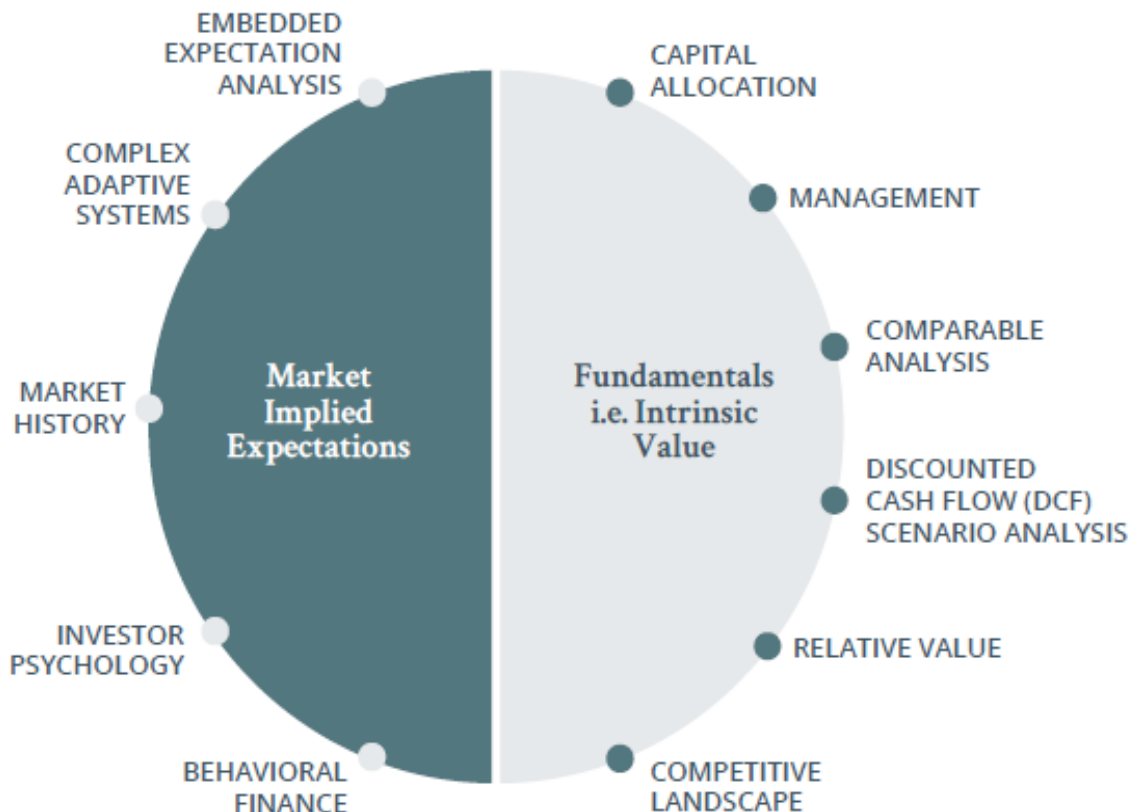 EMBEDDED
EXPECTATION
ANALYSIS
COMPLEX
ADAPTIVE
SYSTEMS
MARKET
HISTORY
INVESTOR
PSYCHOLOGY
BEHAVIORAL
FINANCE
Market
Implied
Expectations
Fundamentals
i.e. Intrinsic
Value
CAPITAL
ALLOCATION
MANAGEMENT
COMPARABLE
ANALYSIS
DISCOUNTED
CASH FLOW (DCF)
SCENARIO ANALYSIS
RELATIVE VALUE
COMPETITIVE
LANDSCAPE